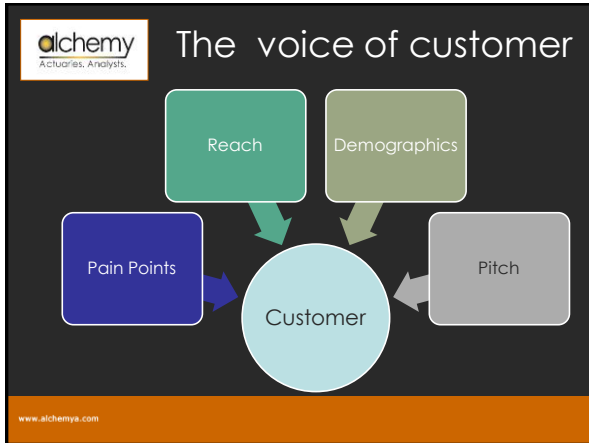 alchemy
Actuaries. Analysts.
The voice of customer
Reach
Demographics
Pain Points
Pitch
Customer
www.alchemya.com